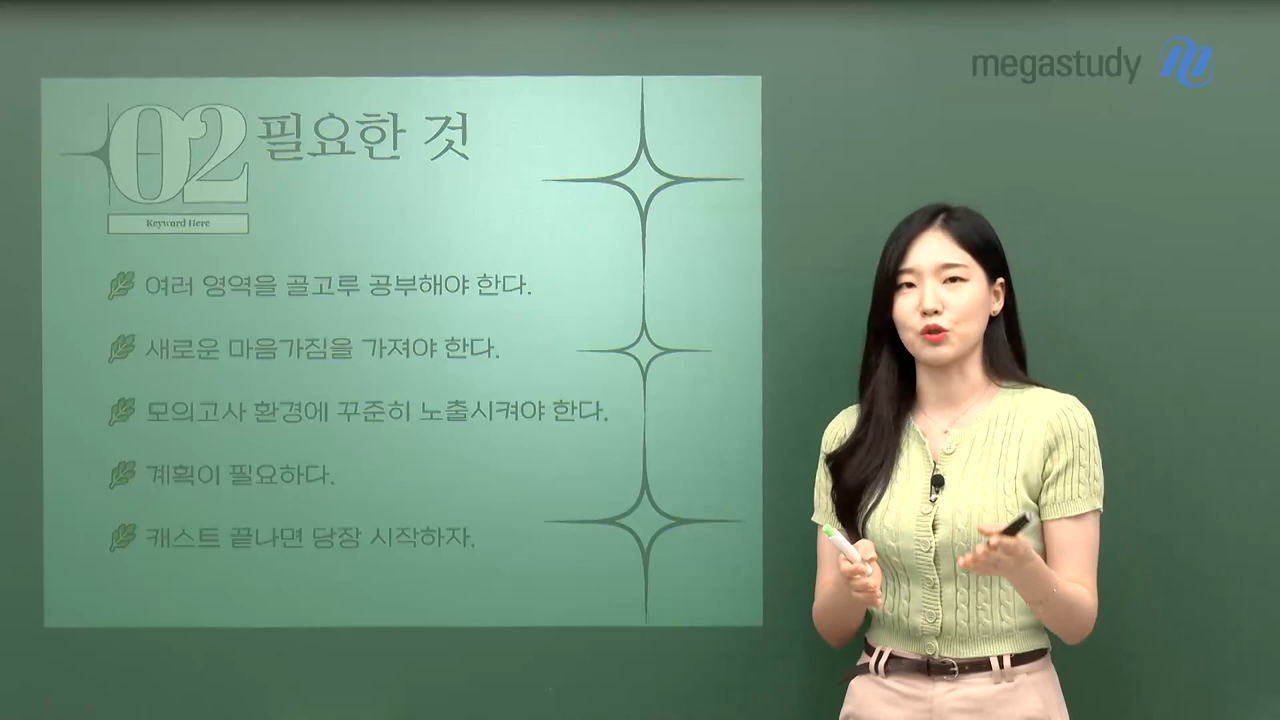 megastudy
02 필요한 것
Keyword Here
여러 영역을 골고루 공부해야 한다.
새로운 마음가짐을 가져야 한다.
모의고사 환경에 꾸준히 노출시켜야 한다.
계획이 필요하다.
캐스트 끝나면 당장 시작하자.